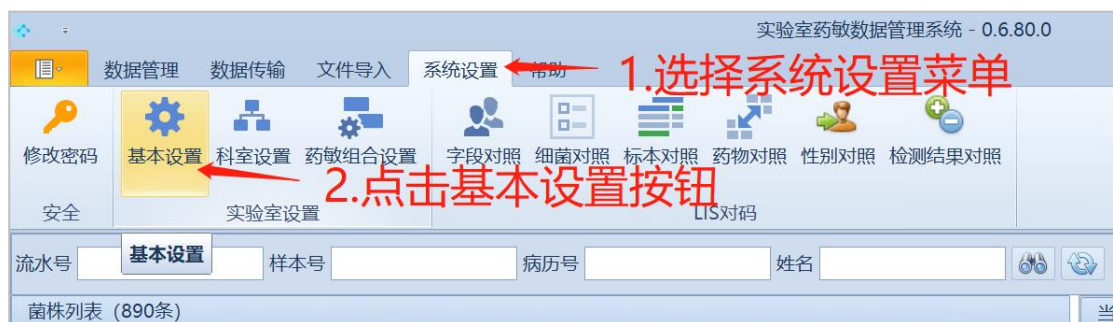 实验室药敏数据管理系统 - 0.6.80.0
数据管理 数据传输 文件导入 系统设置 帮助
1.选择系统设置菜单
修改密码 基本设置 科室设置 药敏组合设置 字段对照 细菌对照 标本对照 药物对照 性别对照 检测结果对照
2.点击基本设置按钮
安全 实验室设置 LIS对码
基本设置
流水号 样本号 病历号 姓名
菌株列表（890条） 当